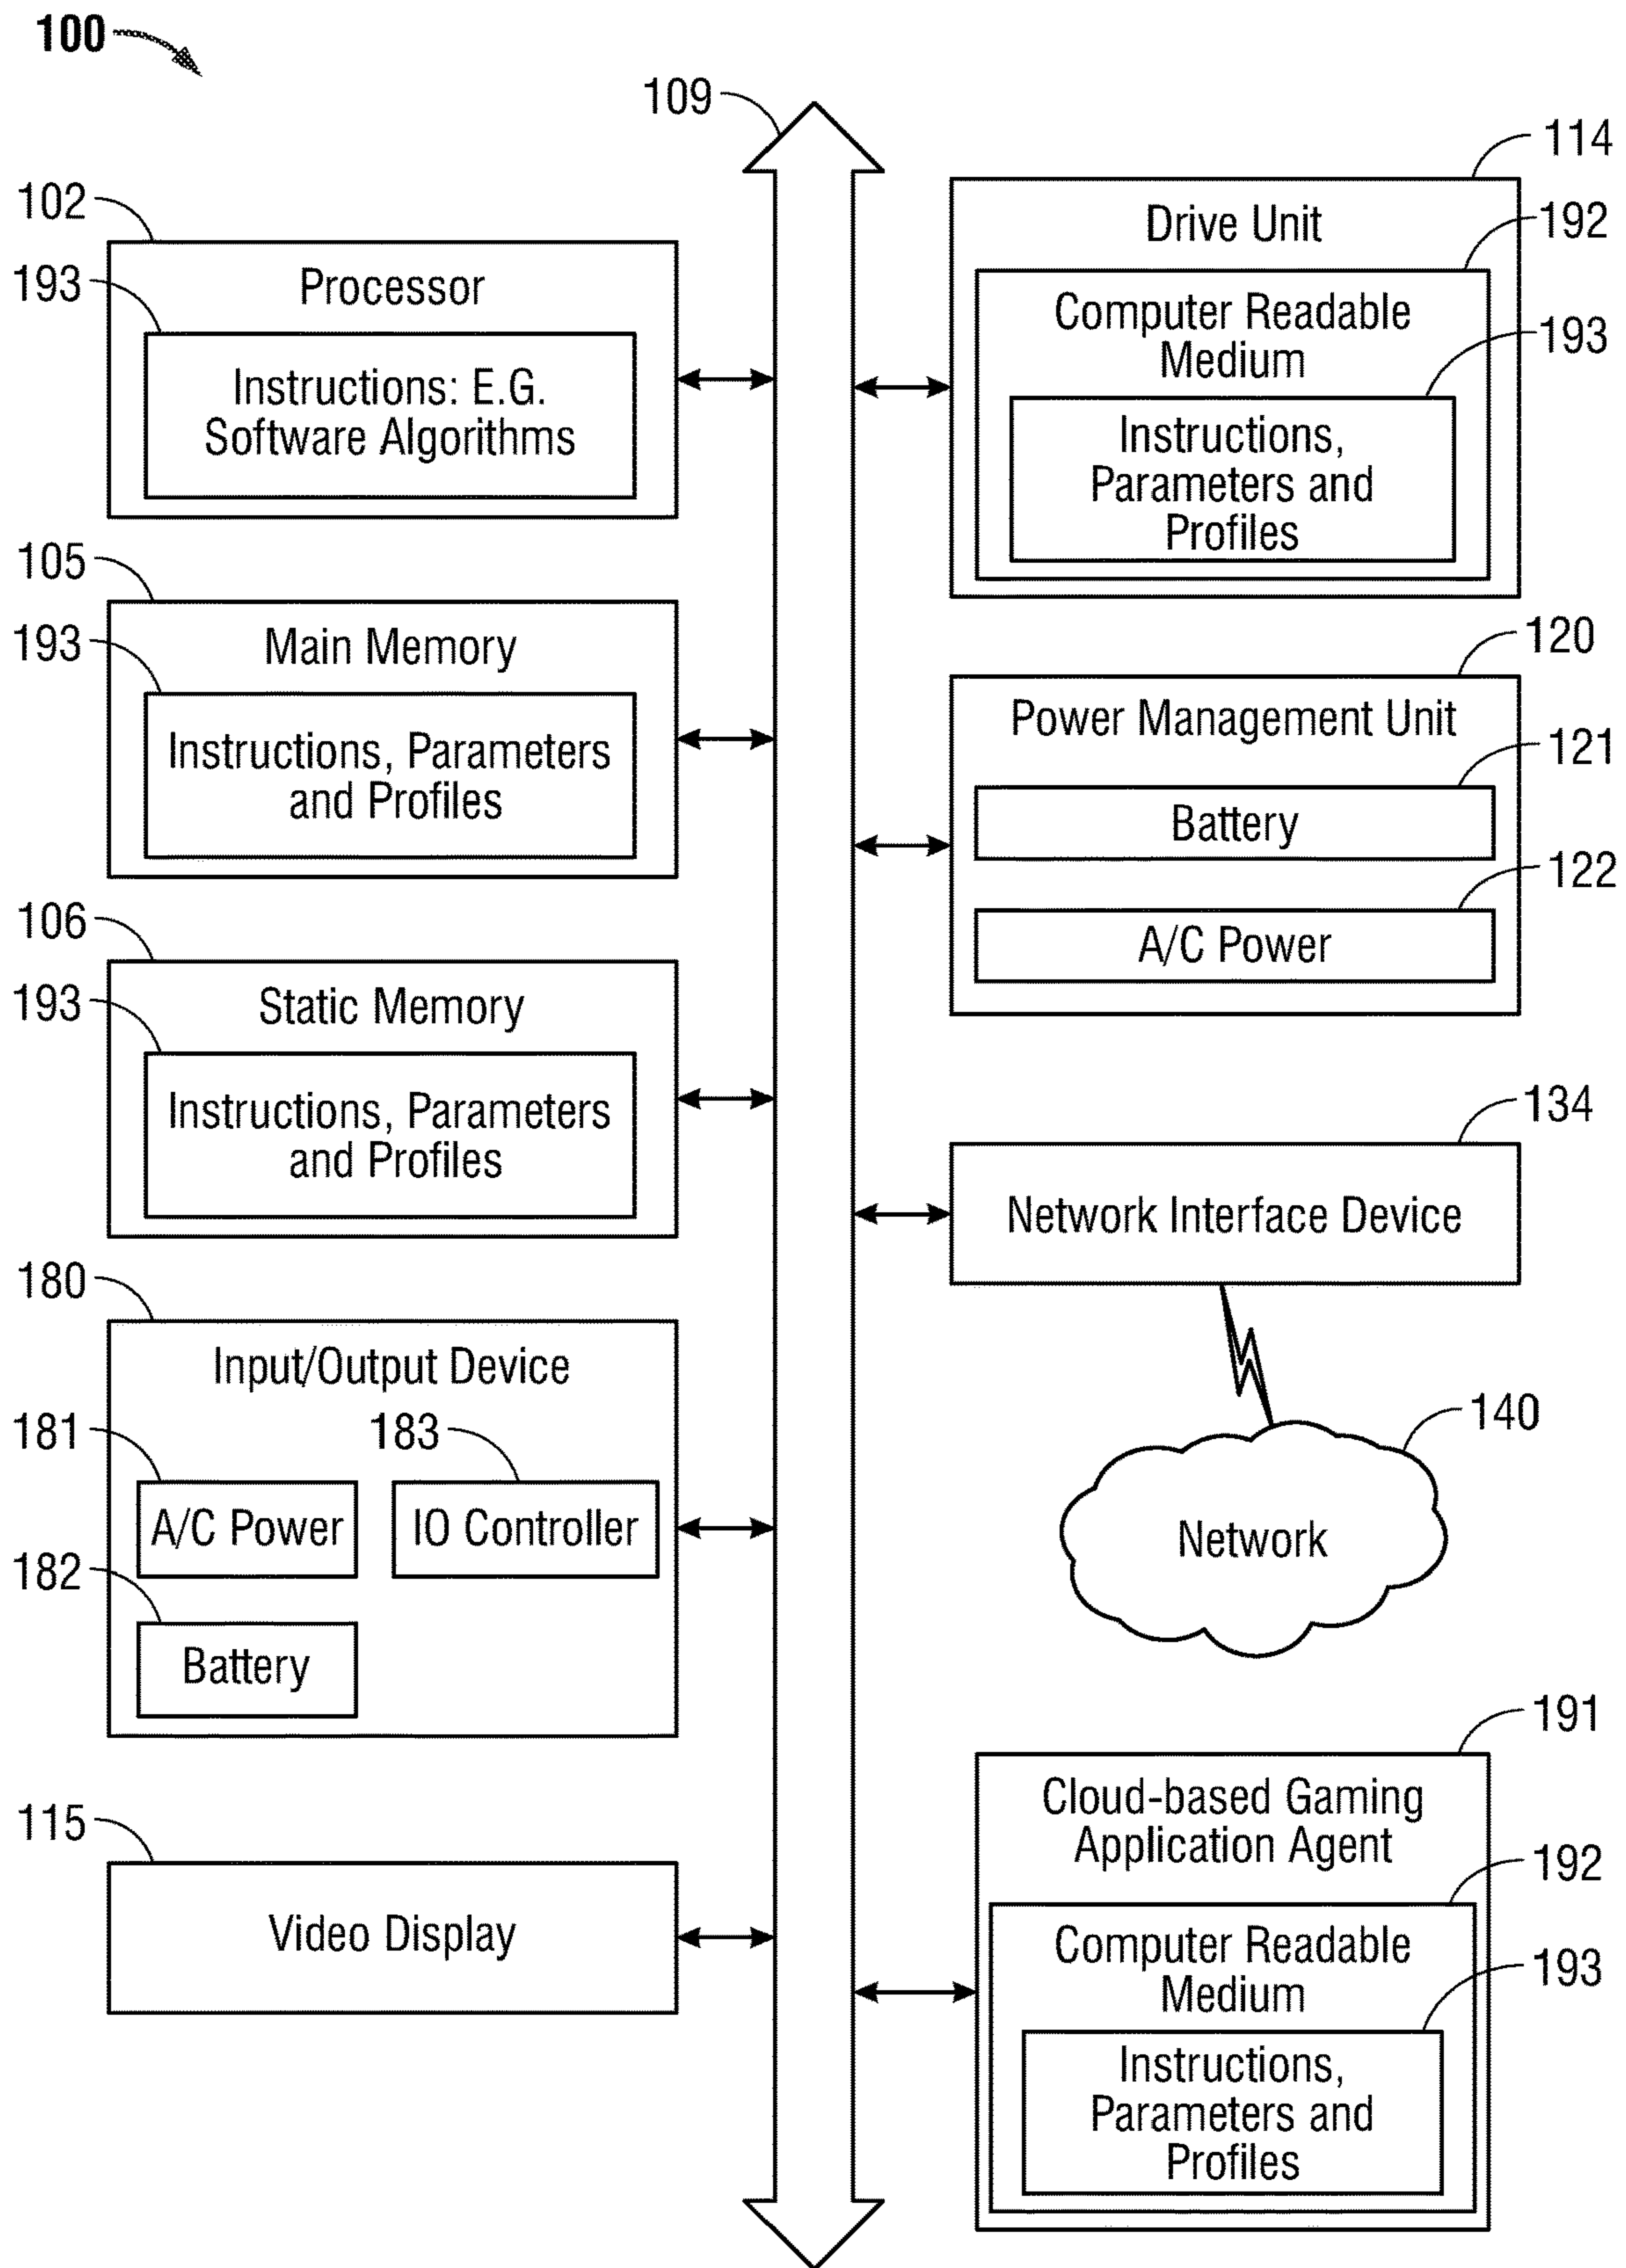 100
109
102
Processor
193
Instructions: E.G.
Software Algorithms
105
Main Memory
193
Instructions, Parameters
and Profiles
106
Static Memory
193
Instructions, Parameters
and Profiles
180
Input/Output Device
181
A/C Power
183
IO Controller
182
Battery
115
Video Display
114
Drive Unit
192
Computer Readable
Medium
193
Instructions,
Parameters and
Profiles
120
Power Management Unit
121
Battery
122
A/C Power
134
Network Interface Device
140
Network
191
Cloud-based Gaming
Application Agent
192
Computer Readable
Medium
193
Instructions,
Parameters and
Profiles